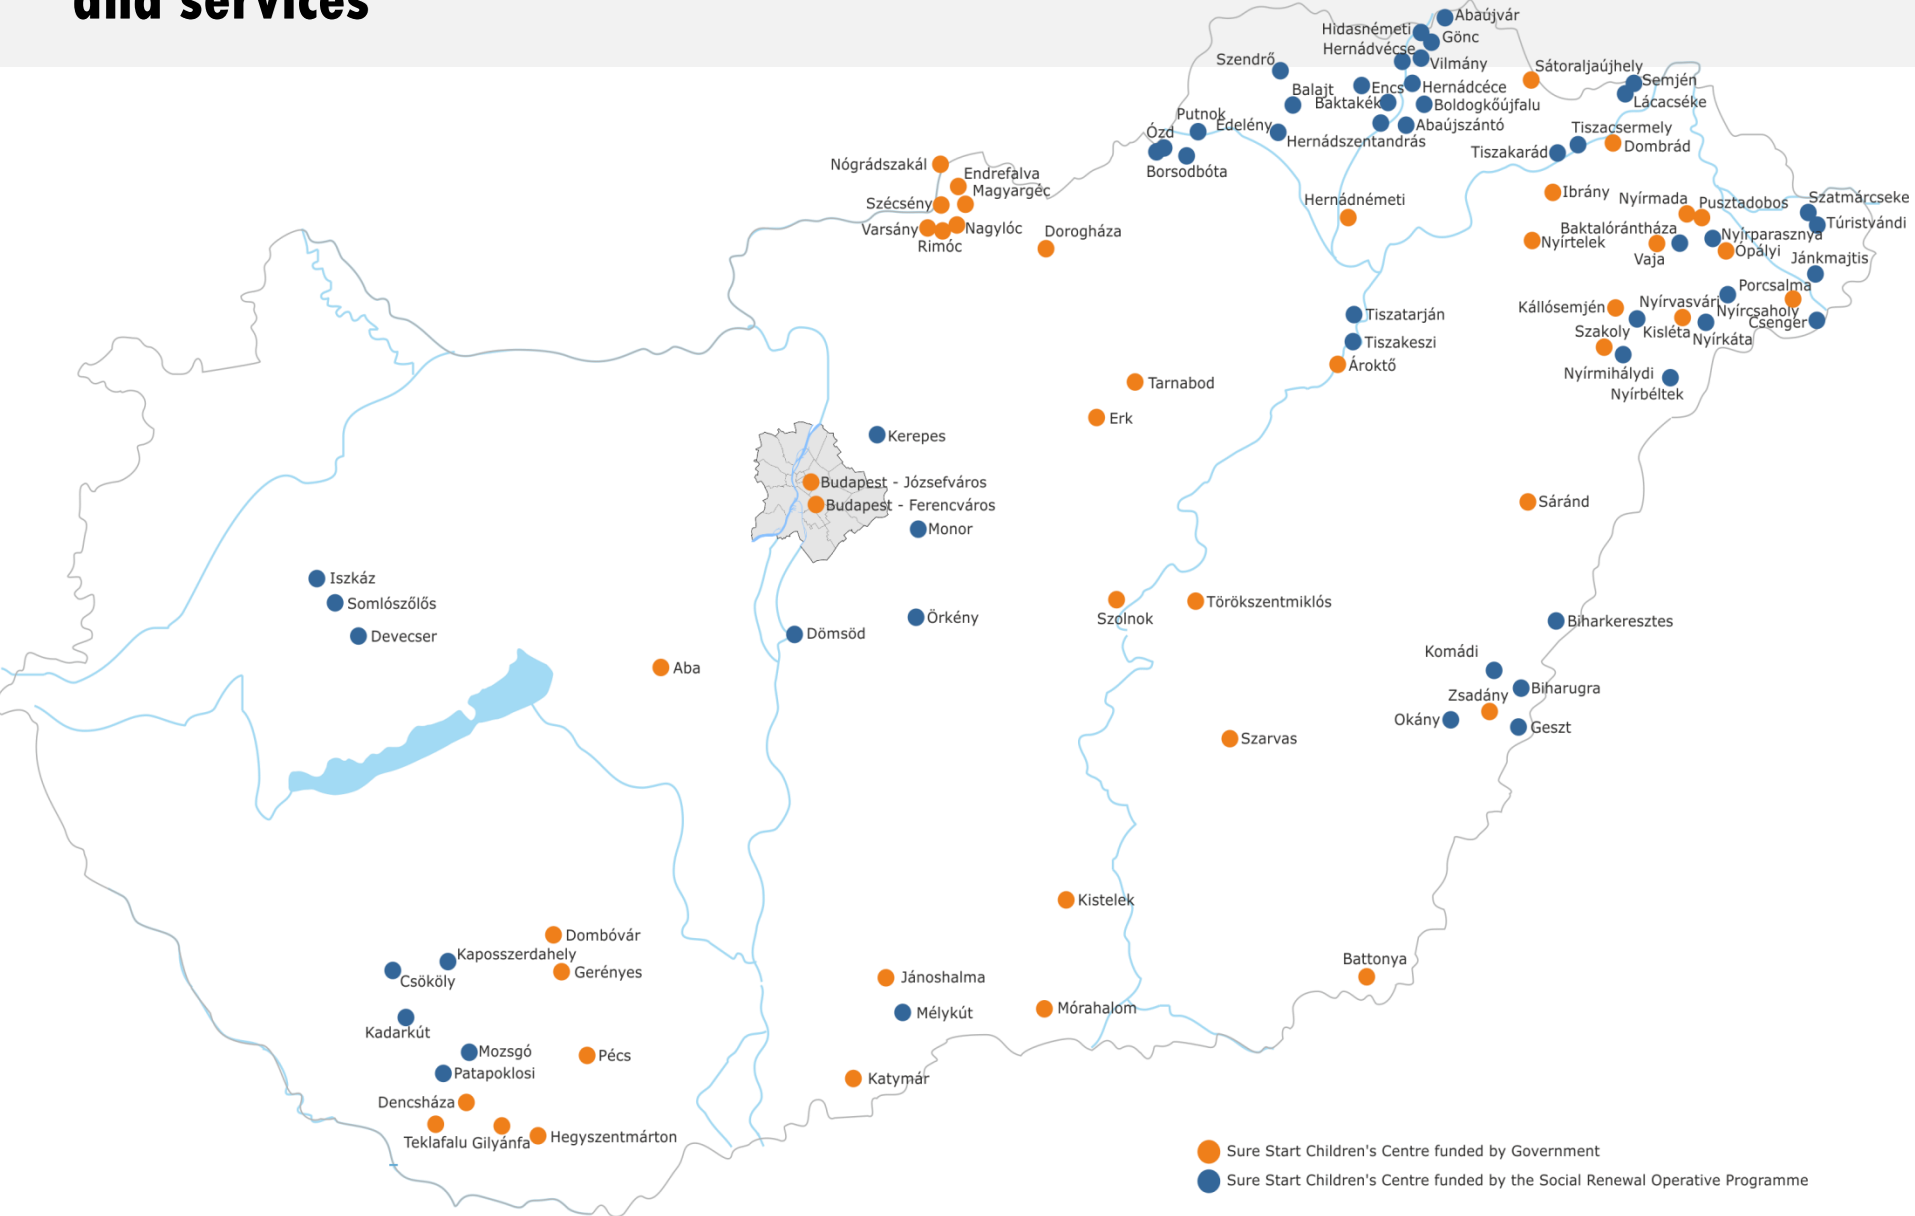 and services
Abaújvár
Hidasnémeti
Gönc
Hernádvécse
Vilmány
Szendrő
Sátoraljaújhely
Semjén
Encs
Hernádcéce
Balajt
Baktakék
Boldogkőújfalu
Lácacséke
Putnok
Edelény
Abaújszántó
Ózd
Tiszacsermely
Hernádszentandrás
Dombrád
Tiszakarád
Borsodbóta
Nógrádszakál
Endrefalva
Magyargéc
Szécsény
Varsány
Nagylóc
Rimóc
Dorogháza
Hernádnémeti
Ibrány
Nyírmada
Pusztadobos
Szatmárcseke
Túristvándi
Baktalórántháza
Nyírparasznya
Nyírtelek
Ópályi
Vaja
Jánkmajtis
Porcsalma
Kállósemjén
Nyírvasvári
Nyírcsaholy
Csenger
Szakoly
Kisléta
Nyírkáta
Nyírmihálydi
Nyírbéltek
Tiszatarján
Tiszakeszi
Ároktő
Tarnabod
Erk
Kerepes
Budapest - Józsefváros
Budapest - Ferencváros
Monor
Sáránd
Iszkáz
Somlószőlős
Devecser
Örkény
Dömsöd
Szolnok
Törökszentmiklós
Biharkeresztes
Aba
Komádi
Biharugra
Zsadány
Okány
Geszt
Szarvas
Kistelek
Dombóvár
Kaposszerdahely
Gerényes
Csököly
Battonya
Jánoshalma
Mélykút
Mórahalom
Kadarkút
Mozsgó
Pécs
Patapoklosi
Katymár
Dencsháza
Teklafalu
Gilyánfa
Hegyszentmárton
Sure Start Children's Centre funded by Government
Sure Start Children's Centre funded by the Social Renewal Operative Programme